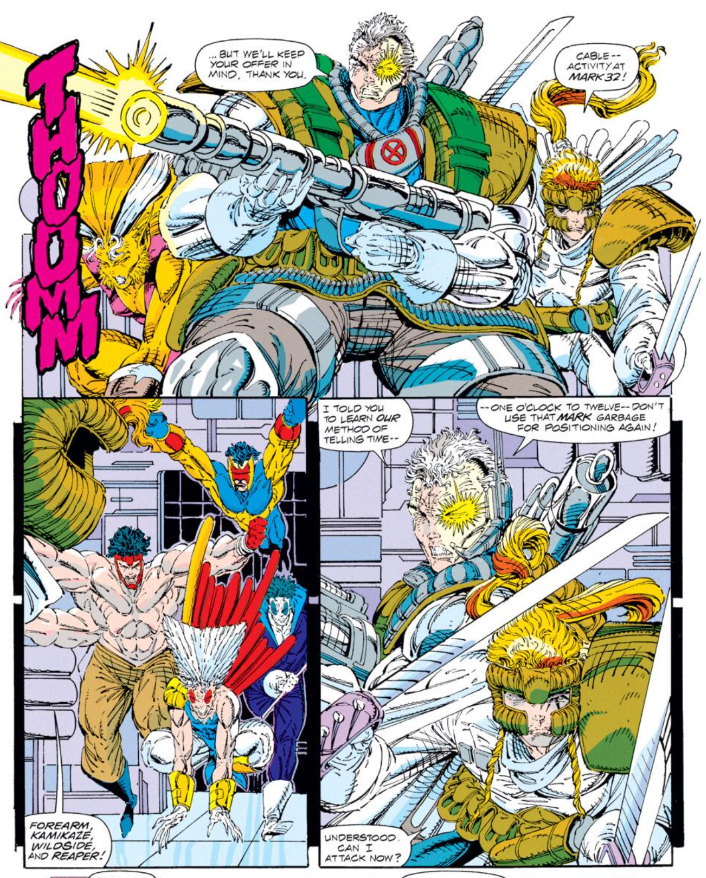 ...BUT WE'LL KEEP
YOUR OFFER IN
MIND, THANK YOU.
CABLE--
ACTIVITY AT
MARK 32!
THOOMM
FOREARM,
KAMIKAZE,
WILDSIDE,
AND REAPER!
I TOLD YOU
TO LEARN OUR
METHOD OF
TELLING TIME--
--ONE O'CLOCK TO TWELVE--DON'T
USE THAT MARK GARBAGE
FOR POSITIONING AGAIN!
UNDERSTOOD.
CAN I
ATTACK NOW?